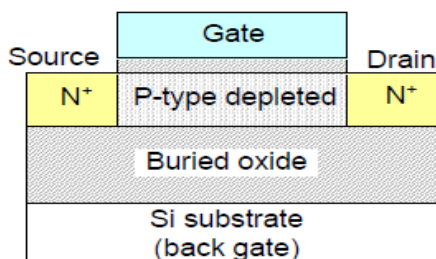 Gate
Source
Drain
N⁺
P-type depleted
N⁺
Buried oxide
Si substrate
(back gate)